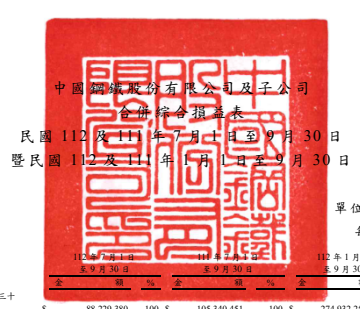 中國鋼鐵股份有限公司及子公司
合併綜合損益表
民國 112 及 111 年 7 月 1 日至 9 月 30 日
暨民國 112 及 111 年 1 月 1 日至 9 月 30 日
單位
112 年 7 月 1 日 111 年 7 月 1 日 112 年 1 月
至 9 月 30 日 至 9 月 30 日 至 9 月 30
金 額 % 金 額 % 金
三十
$ 88,229,380 100 $ 105,340,451 100 $